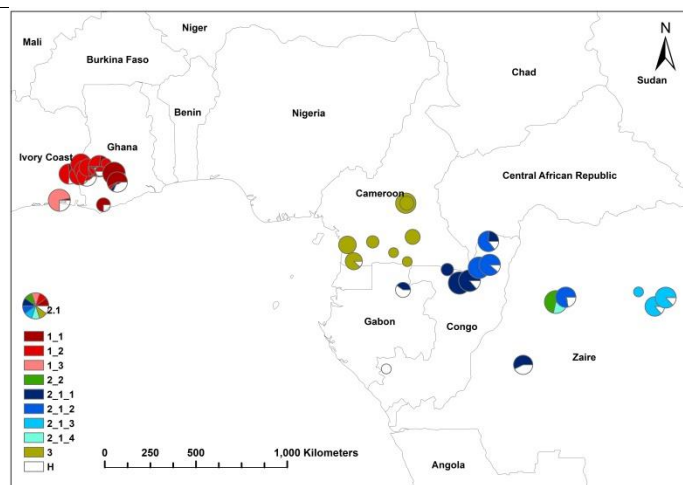 Niger
N
Mali
Burkina Faso
Chad
Sudan
Benin
Nigeria
Ghana
Ivory Coast
Central African Republic
Cameroon
2.1
Gabon
Congo
Zaire
1_1
1_2
1_3
2_2
2_1_1
2_1_2
2_1_3
2_1_4
3
H
0 250 500 1,000 Kilometers
Angola